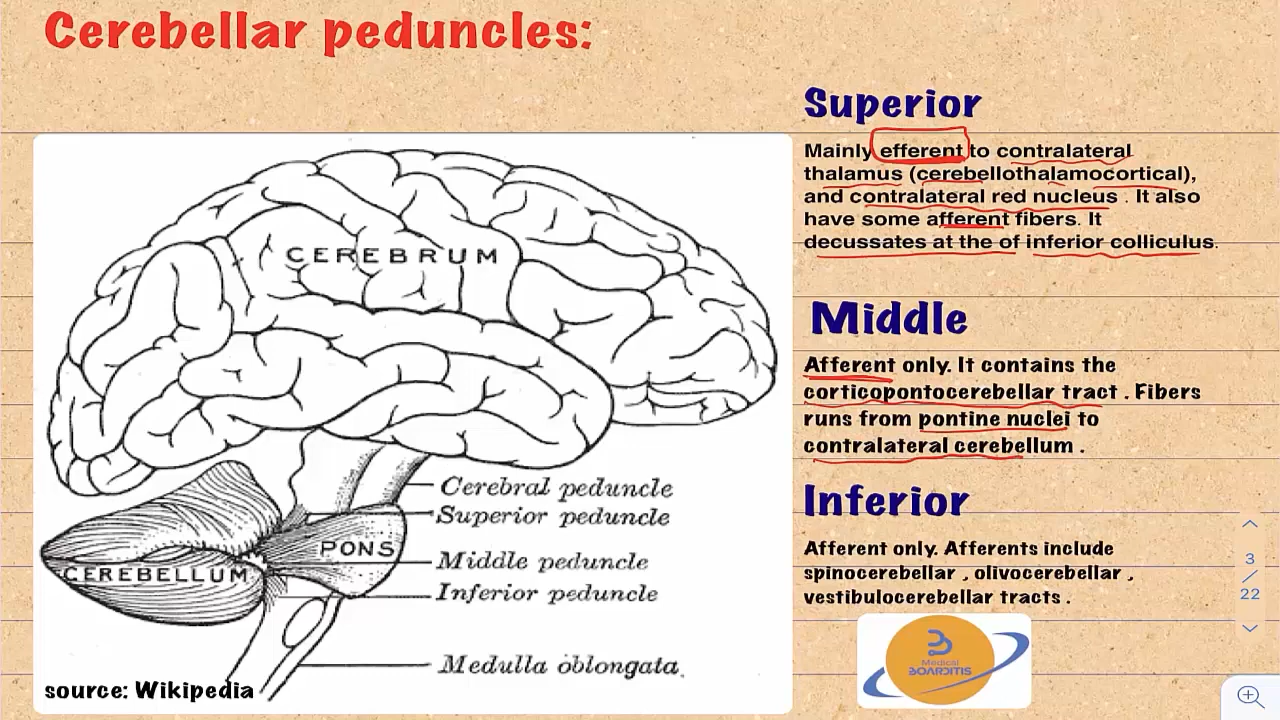 Cerebellar peduncles:
Superior
Mainly efferent to contralateral
thalamus (cerebellothalamocortical),
and contralateral red nucleus . It also
have some afferent fibers. It
decussates at the of inferior colliculus.
Middle
Afferent only. It contains the
corticopontocerebellar tract . Fibers
runs from pontine nuclei to
contralateral cerebellum .
Inferior
Afferent only. Afferents include
spinocerebellar , olivocerebellar ,
vestibulocerebellar tracts .
CEREBRUM
Cerebral peduncle
Superior peduncle
PONS
Middle peduncle
CEREBELLUM
Inferior peduncle
Medulla oblongata.
source: Wikipedia
Medical
BOARDITIS
3
/
22